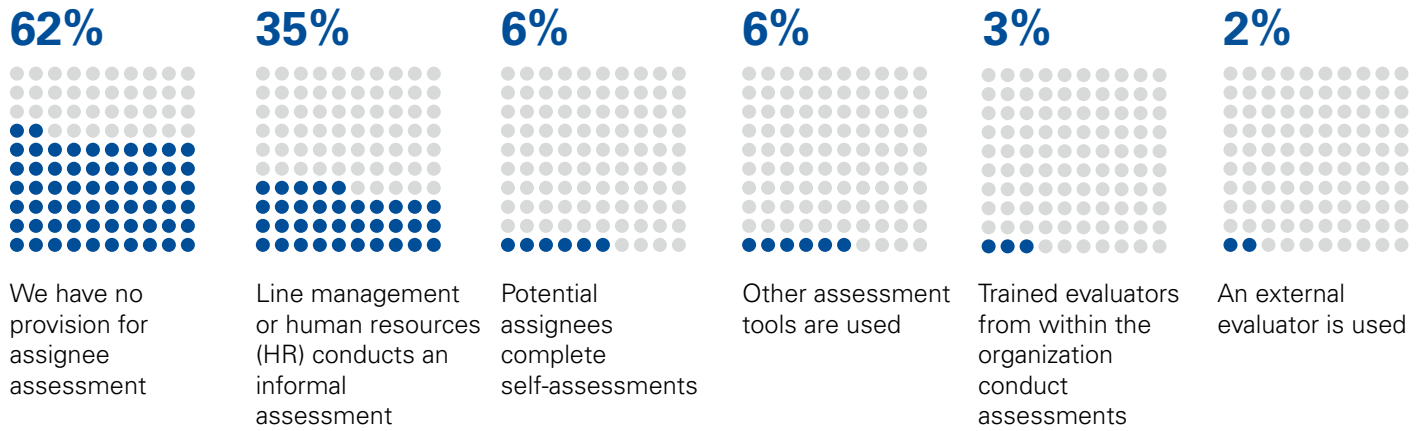 62%
We have no
provision for
assignee
assessment
35%
Line management
or human resources
(HR) conducts an
informal
assessment
6%
Potential
assignees
complete
self-assessments
6%
Other assessment
tools are used
3%
Trained evaluators
from within the
organization
conduct
assessments
2%
An external
evaluator is used